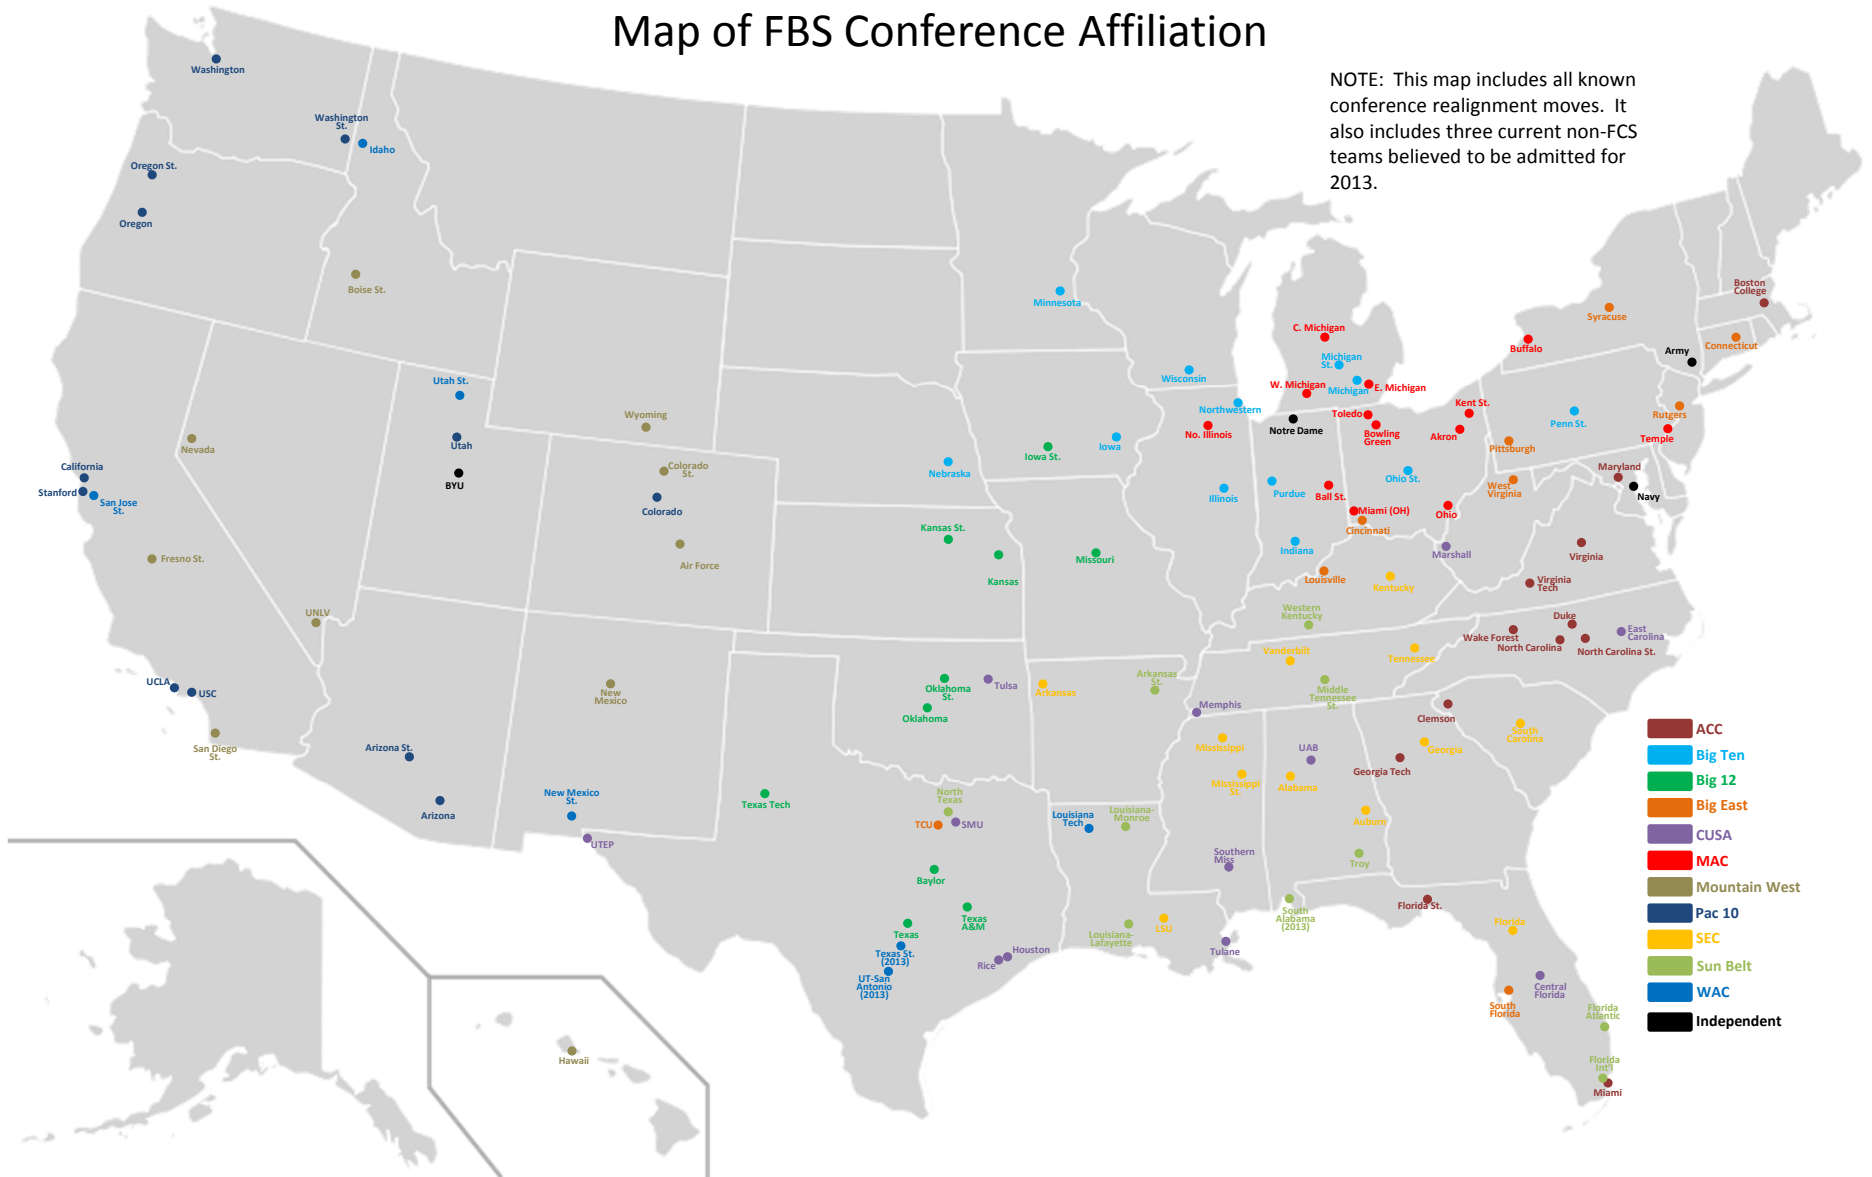 Map of FBS Conference Affiliation
NOTE: This map includes all known
conference realignment moves. It
also includes three current non-FCS
teams believed to be admitted for
2013.
Washington
Washington
St.
Idaho
Oregon St.
Oregon
Boise St.
Utah St.
Utah
BYU
Nevada
California
Stanford
San Jose
St.
Fresno St.
UNLV
UCLA
USC
San Diego
St.
Arizona St.
Arizona
Wyoming
Colorado
St.
Colorado
Air Force
New
Mexico
New Mexico
St.
UTEP
Hawaii
Minnesota
Wisconsin
Northwestern
No. Illinois
Iowa
Iowa St.
Nebraska
Illinois
Kansas St.
Kansas
Missouri
Oklahoma
St.
Oklahoma
Tulsa
Arkansas
Arkansas
St.
Texas Tech
North
Texas
TCU
SMU
Baylor
Texas
A&M
Texas
Texas St.
(2013)
UT-San
Antonio
(2013)
Rice
Houston
Louisiana
Tech
Louisiana-
Monroe
Louisiana-
Lafayette
LSU
Tulane
C. Michigan
Michigan
St.
W. Michigan
Michigan
E. Michigan
Notre Dame
Toledo
Bowling
Green
Kent St.
Akron
Purdue
Ball St.
Ohio St.
Miami (OH)
Cincinnati
Ohio
Indiana
Louisville
Kentucky
Marshall
Western
Kentucky
Vanderbilt
Tennessee
Middle
Tennessee
St.
Memphis
Mississippi
Mississippi
St.
Southern
Miss
UAB
Alabama
Auburn
Troy
South
Alabama
(2013)
Georgia Tech
Georgia
Clemson
South
Carolina
Florida St.
Florida
Central
Florida
South
Florida
Florida
Atlantic
Florida
Int'l
Miami
Boston
College
Syracuse
Buffalo
Connecticut
Army
Rutgers
Temple
Penn St.
Pittsburgh
West
Virginia
Maryland
Navy
Virginia
Virginia
Tech
Duke
Wake Forest
North Carolina
North Carolina St.
East
Carolina
ACC
Big Ten
Big 12
Big East
CUSA
MAC
Mountain West
Pac 10
SEC
Sun Belt
WAC
Independent